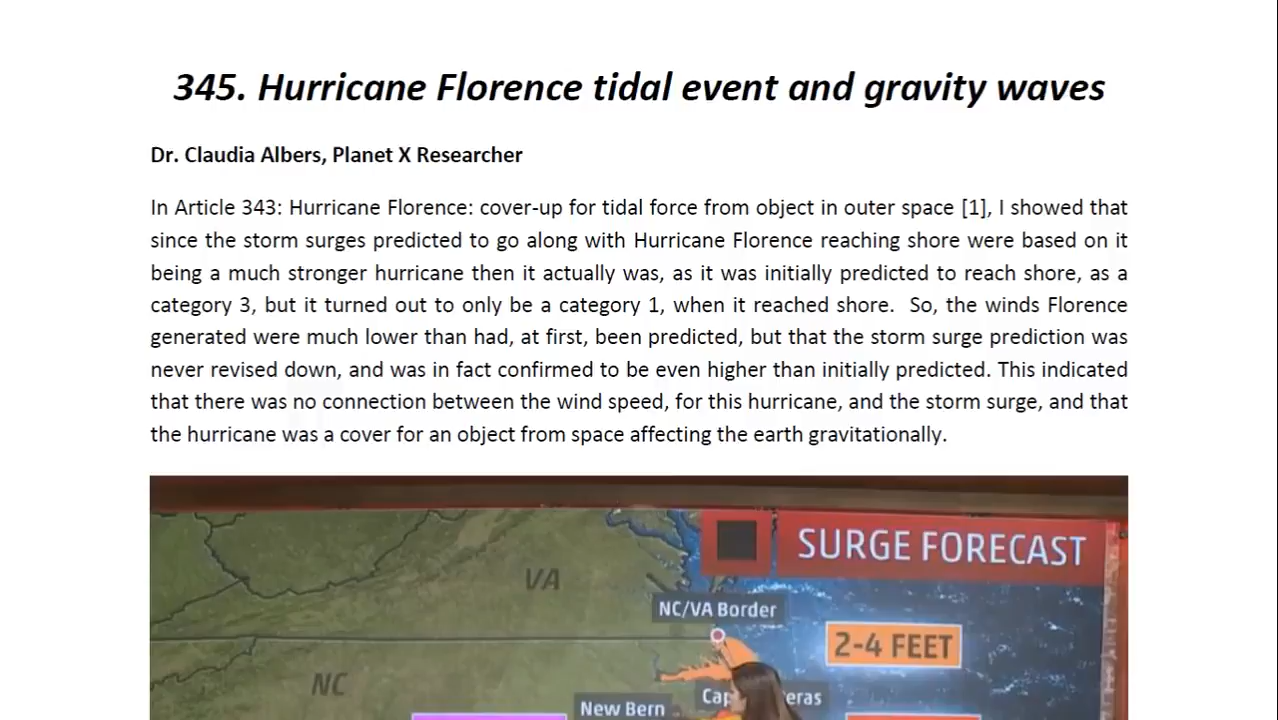 345. Hurricane Florence tidal event and gravity waves
Dr. Claudia Albers, Planet X Researcher
In Article 343: Hurricane Florence: cover-up for tidal force from object in outer space [1], I showed that
since the storm surges predicted to go along with Hurricane Florence reaching shore were based on it
being a much stronger hurricane then it actually was, as it was initially predicted to reach shore, as a
category 3, but it turned out to only be a category 1, when it reached shore. So, the winds Florence
generated were much lower than had, at first, been predicted, but that the storm surge prediction was
never revised down, and was in fact confirmed to be even higher than initially predicted. This indicated
that there was no connection between the wind speed, for this hurricane, and the storm surge, and that
the hurricane was a cover for an object from space affecting the earth gravitationally.
SURGE FORECAST
VA
NC/VA Border
2-4 FEET
NC
New Bern